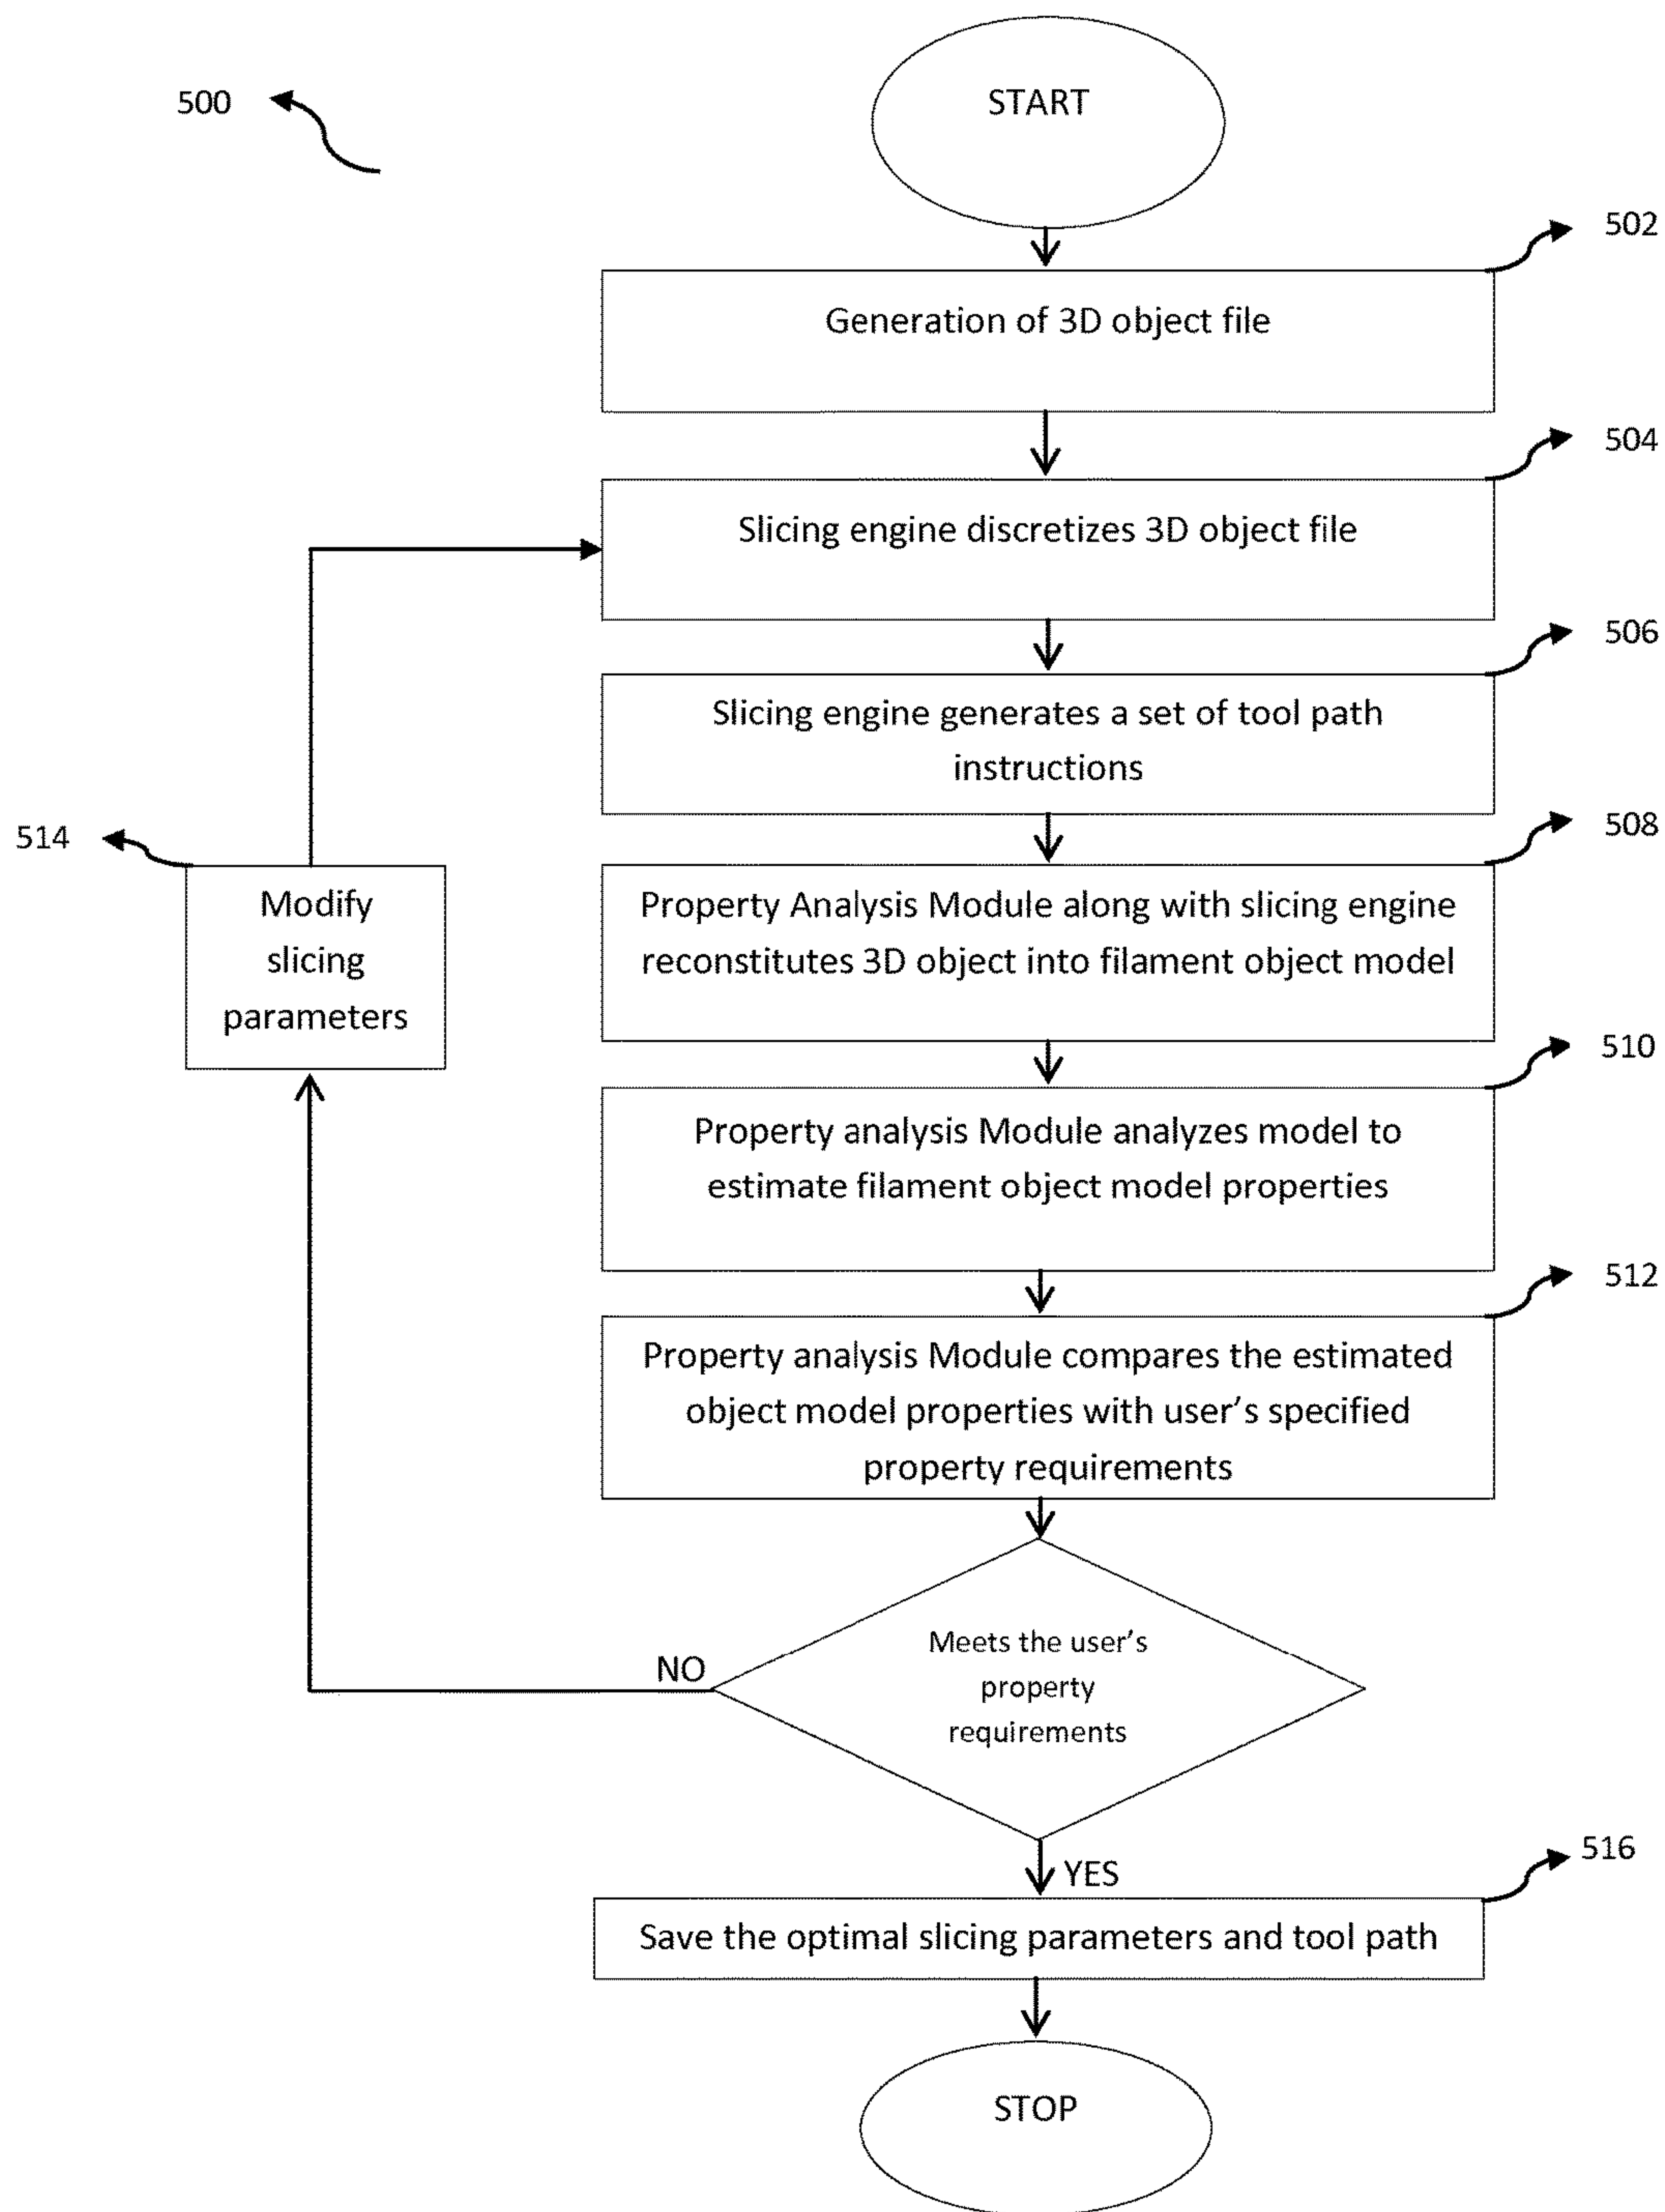 START
500
502
Generation of 3D object file
504
Slicing engine discretizes 3D object file
506
Slicing engine generates a set of tool path
instructions
508
514
Modify
slicing
parameters
Property Analysis Module along with slicing engine
reconstitutes 3D object into filament object model
510
Property analysis Module analyzes model to
estimate filament object model properties
512
Property analysis Module compares the estimated
object model properties with user's specified
property requirements
Meets the user's
property
requirements
NO
YES
516
Save the optimal slicing parameters and tool path
STOP